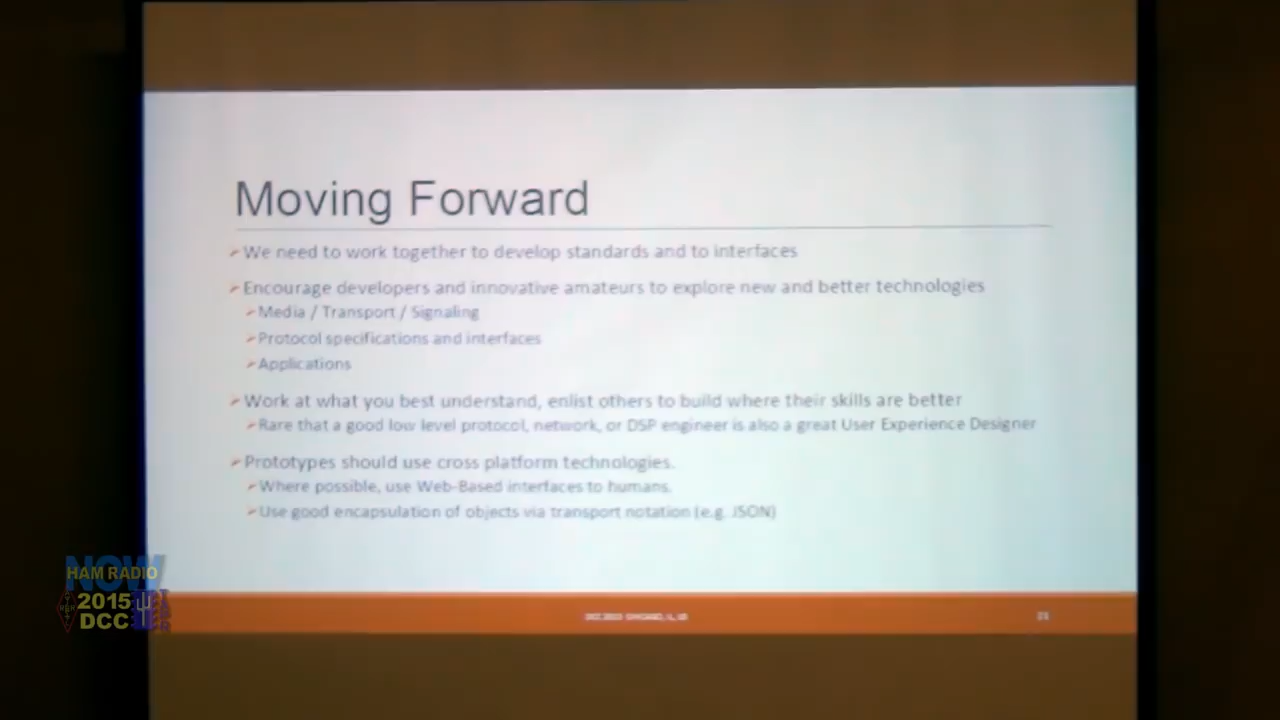 Moving Forward
We need to work together to develop standards and to interfaces
Encourage developers and innovative amateurs to explore new and better technologies
Media / Transport / Signaling
Protocol specifications and interfaces
Applications
Work at what you best understand, enlist others to build where their skills are better
Rare that a good low level protocol, network, or DSP engineer is also a great User Experience Designer
Prototypes should use cross platform technologies.
Where possible, use Web-Based interfaces to humans.
Use good encapsulation of objects via transport notation (e.g. JSON)
NOW
HAM RADIO
2015
DCC